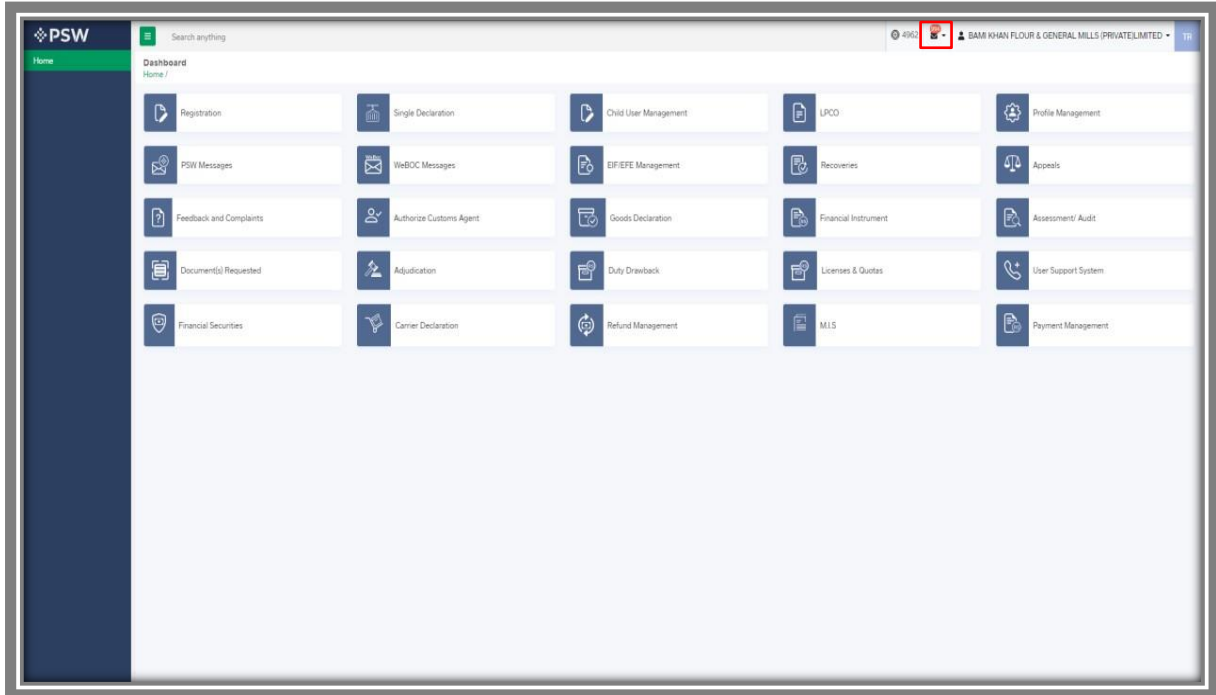 PSW
Search anything
4962
BAMI KHAN FLOUR & GENERAL MILLS (PRIVATE)LIMITED
TR
Home
Dashboard
Home /
Registration
Single Declaration
Child User Management
LPCO
Profile Management
PSW Messages
WeBOC Messages
EIF/EFE Management
Recoveries
Appeals
Feedback and Complaints
Authorize Customs Agent
Goods Declaration
Financial Instrument
Assessment/ Audit
Document(s) Requested
Adjudication
Duty Drawback
Licenses & Quotas
User Support System
Financial Securities
Carrier Declaration
Refund Management
M.I.S
Payment Management